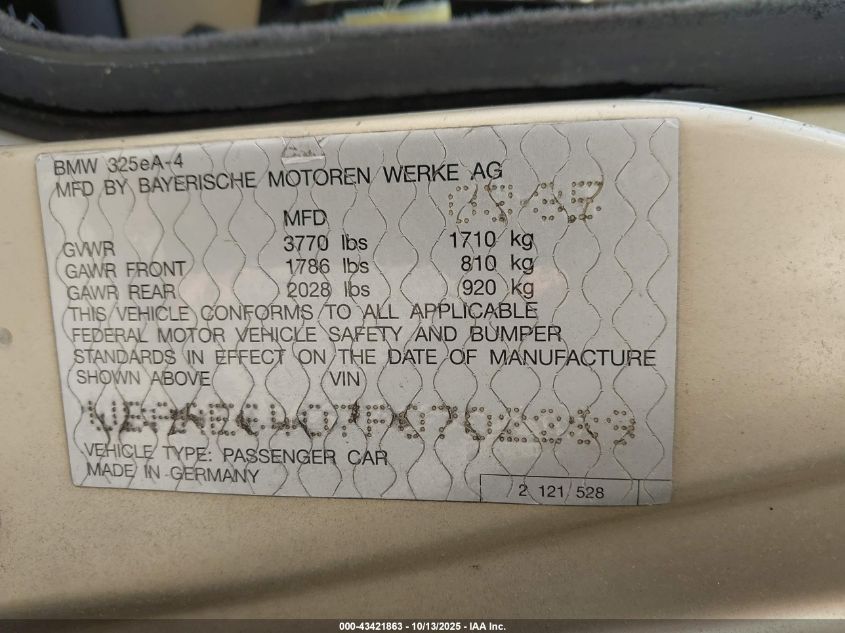 BMW 325eA-4
MFD BY BAYERISCHE MOTOREN WERKE AG
MFD
GVWR 3770 lbs 1710 kg
GAWR FRONT 1786 lbs 810 kg
GAWR REAR 2028 lbs 920 kg
THIS VEHICLE CONFORMS TO ALL APPLICABLE
FEDERAL MOTOR VEHICLE SAFETY AND BUMPER
STANDARDS IN EFFECT ON THE DATE OF MANUFACTURE
SHOWN ABOVE VIN
VEHICLE TYPE: PASSENGER CAR
MADE IN GERMANY
2 121 528
000-43421863 - 10/13/2025 - IAA Inc.